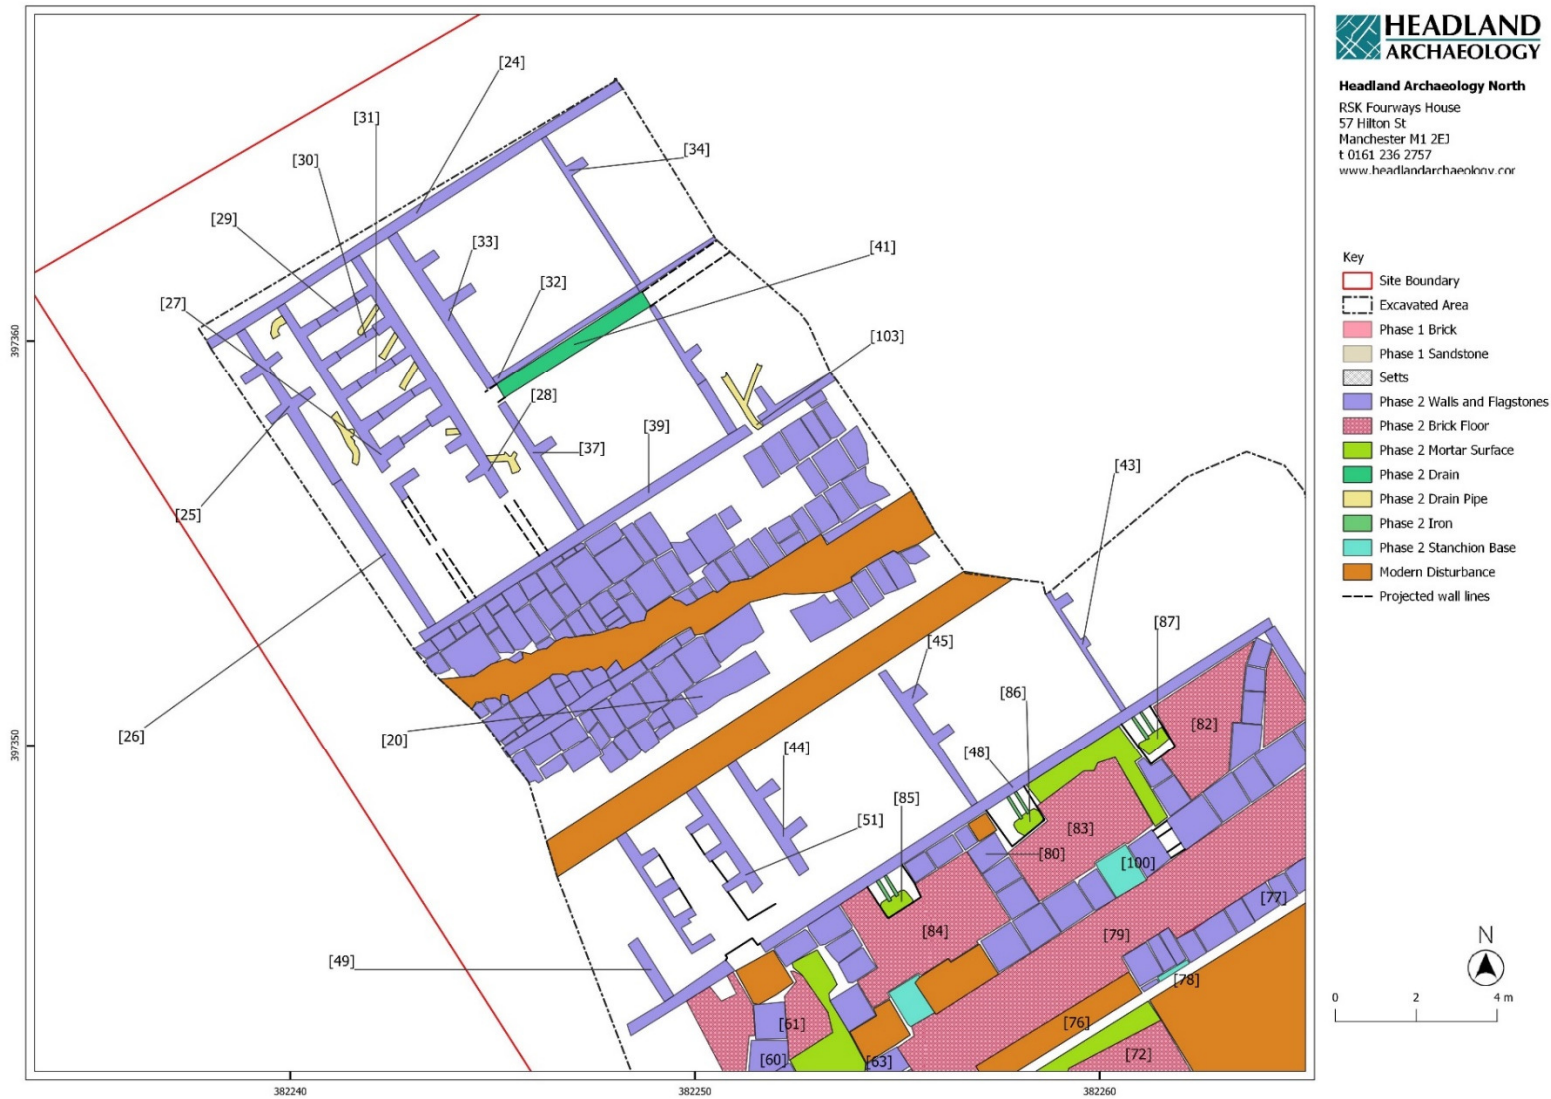 HEADLAND
ARCHAEOLOGY
Headland Archaeology North
RSK Fourways House
57 Hilton St
Manchester M1 2EJ
t 0161 236 2757
www.headlandarchaeology.cor
Key
Site Boundary
Excavated Area
Phase 1 Brick
Phase 1 Sandstone
Setts
Phase 2 Walls and Flagstones
Phase 2 Brick Floor
Phase 2 Mortar Surface
Phase 2 Drain
Phase 2 Drain Pipe
Phase 2 Iron
Phase 2 Stanchion Base
Modern Disturbance
Projected wall lines
N
0 2 4 m
[24]
[31]
[30]
[34]
[29]
[33]
[41]
[32]
[27]
[103]
[28]
[39]
[37]
[43]
[25]
[87]
[45]
[86]
[82]
[26]
[20]
[44]
[48]
[85]
[51]
[83]
[80]
[100]
[77]
[84]
[79]
[49]
[78]
[61]
[76]
[60]
[63]
[72]
397360
397350
382240
382250
382260